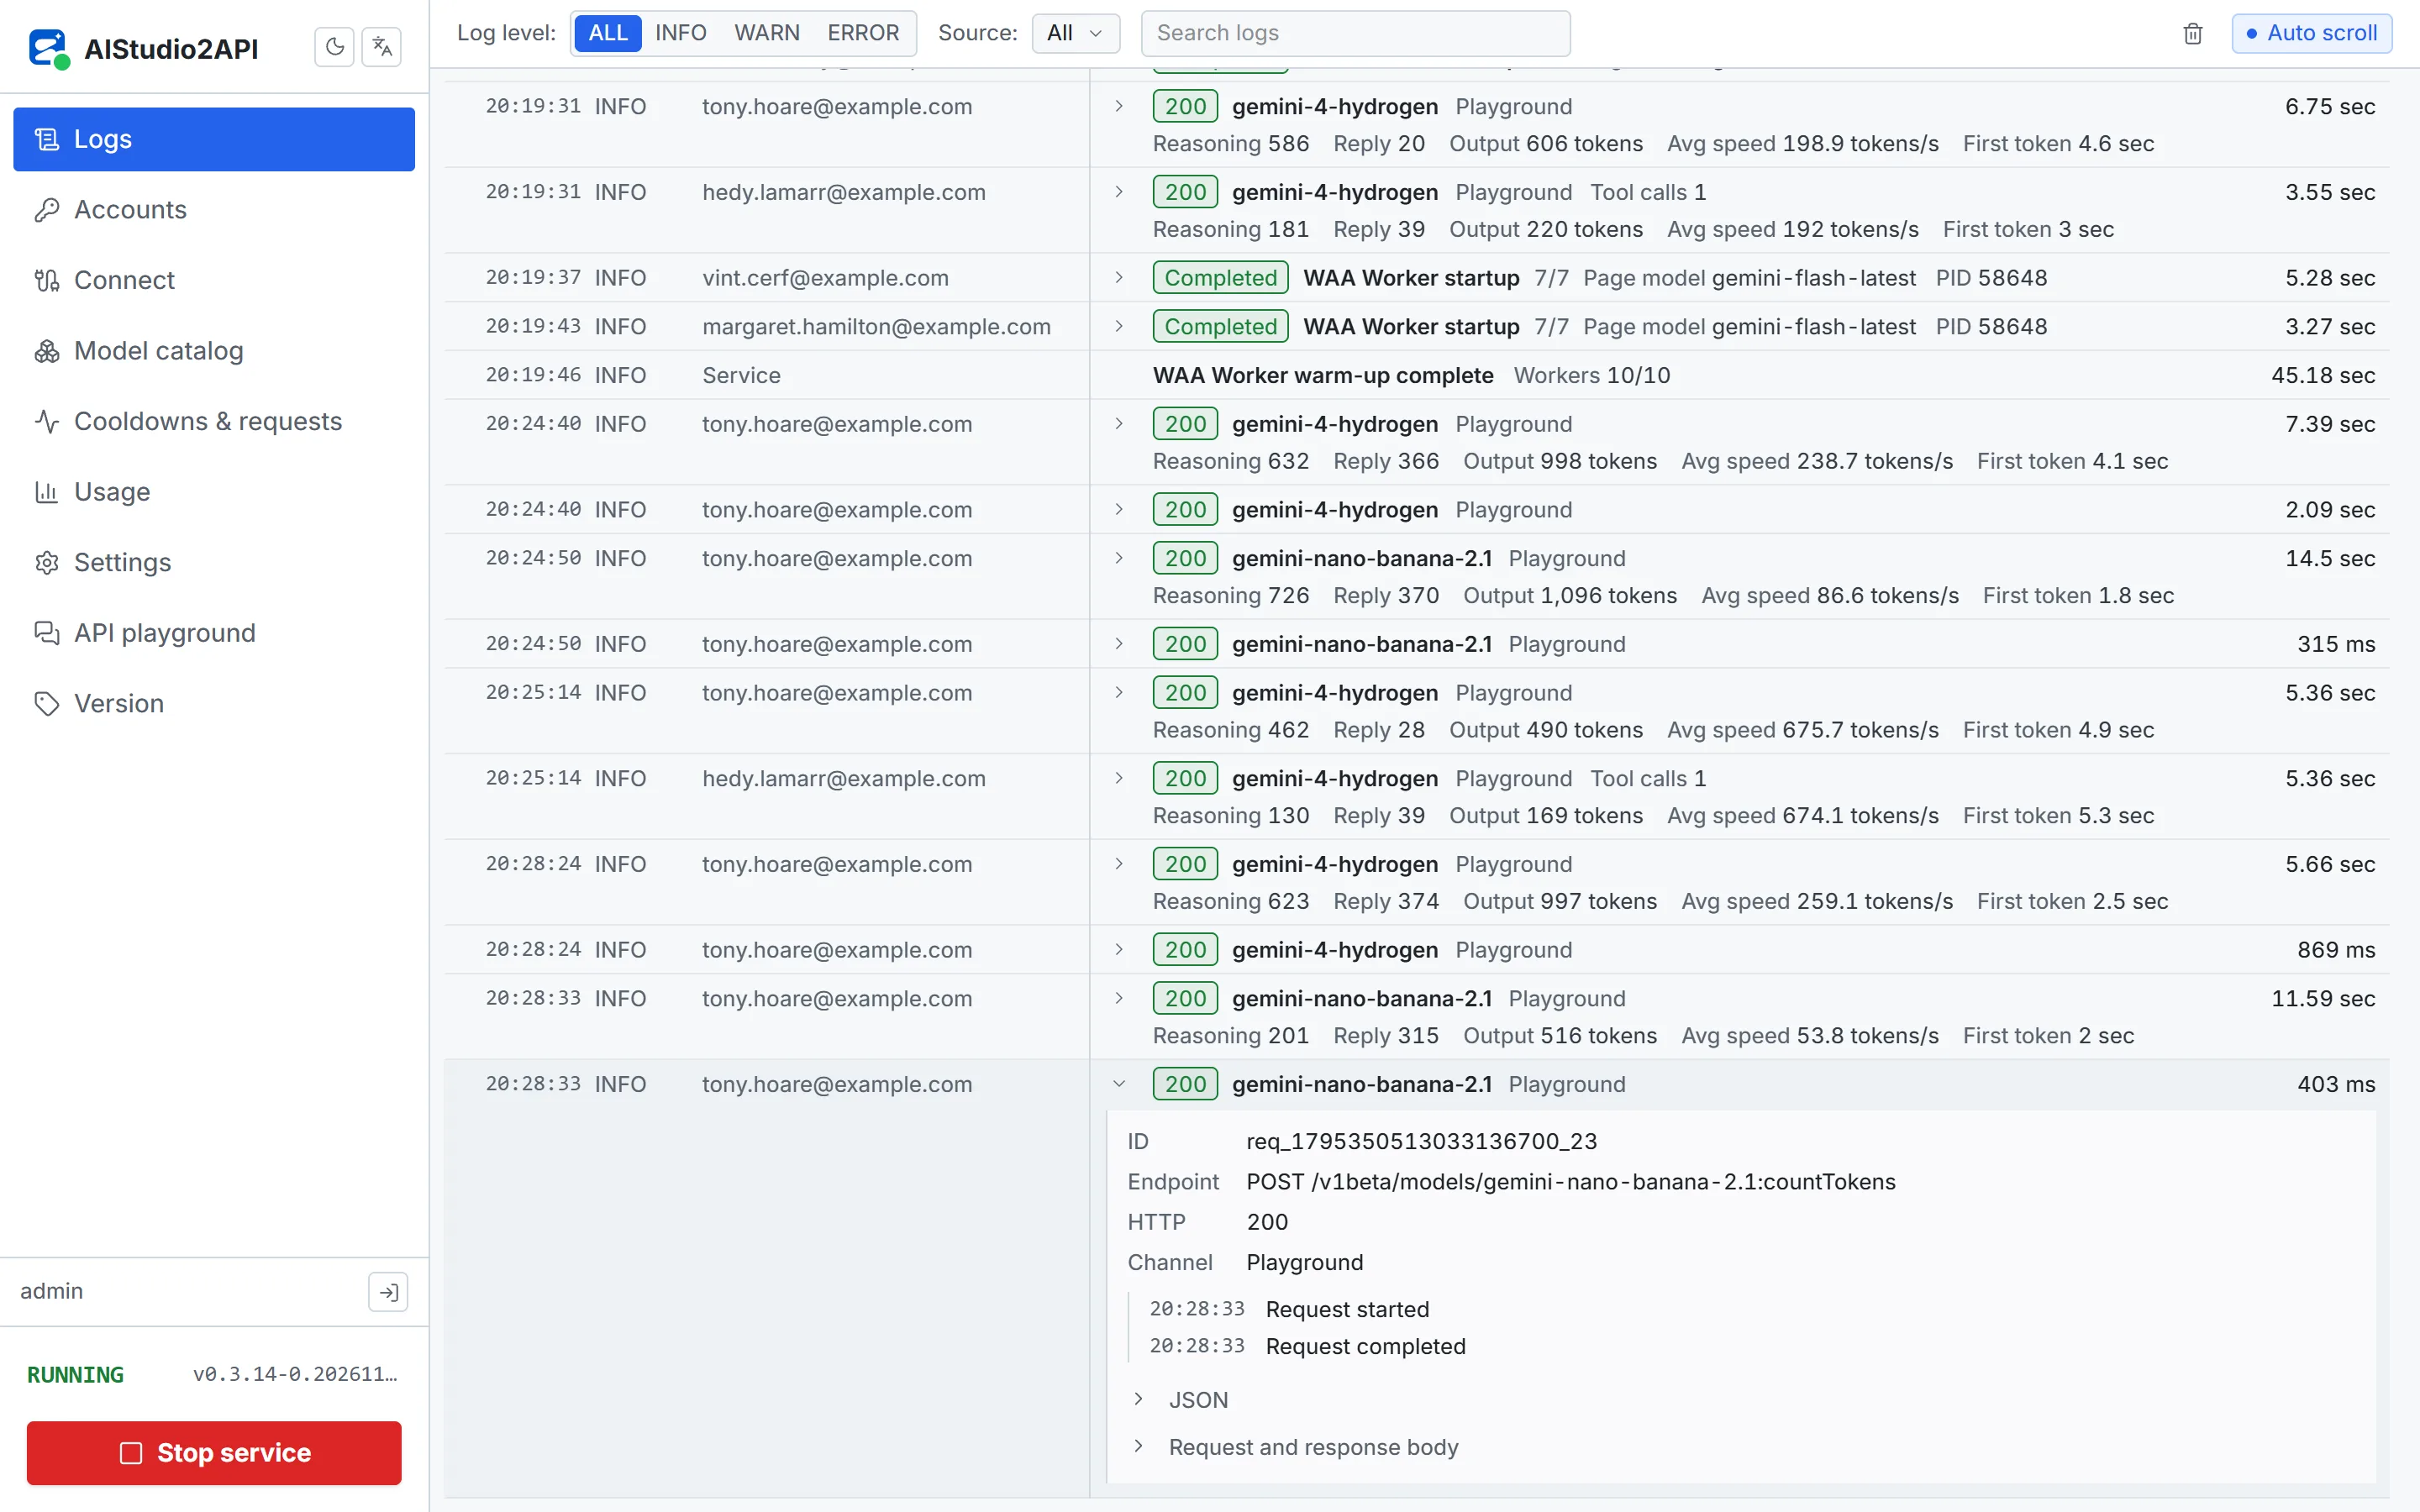 AIStudio2API
Log level: ALL INFO WARN ERROR Source: All Search logs Auto scroll
Logs
Accounts
Connect
Model catalog
Cooldowns & requests
Usage
Settings
API playground
Version
admin
RUNNING v0.3.14-0.202611…
Stop service
20:19:31 INFO tony.hoare@example.com 200 gemini-4-hydrogen Playground 6.75 sec
Reasoning 586 Reply 20 Output 606 tokens Avg speed 198.9 tokens/s First token 4.6 sec
20:19:31 INFO hedy.lamarr@example.com 200 gemini-4-hydrogen Playground Tool calls 1 3.55 sec
Reasoning 181 Reply 39 Output 220 tokens Avg speed 192 tokens/s First token 3 sec
20:19:37 INFO vint.cerf@example.com Completed WAA Worker startup 7/7 Page model gemini-flash-latest PID 58648 5.28 sec
20:19:43 INFO margaret.hamilton@example.com Completed WAA Worker startup 7/7 Page model gemini-flash-latest PID 58648 3.27 sec
20:19:46 INFO Service WAA Worker warm-up complete Workers 10/10 45.18 sec
20:24:40 INFO tony.hoare@example.com 200 gemini-4-hydrogen Playground 7.39 sec
Reasoning 632 Reply 366 Output 998 tokens Avg speed 238.7 tokens/s First token 4.1 sec
20:24:40 INFO tony.hoare@example.com 200 gemini-4-hydrogen Playground 2.09 sec
20:24:50 INFO tony.hoare@example.com 200 gemini-nano-banana-2.1 Playground 14.5 sec
Reasoning 726 Reply 370 Output 1,096 tokens Avg speed 86.6 tokens/s First token 1.8 sec
20:24:50 INFO tony.hoare@example.com 200 gemini-nano-banana-2.1 Playground 315 ms
20:25:14 INFO tony.hoare@example.com 200 gemini-4-hydrogen Playground 5.36 sec
Reasoning 462 Reply 28 Output 490 tokens Avg speed 675.7 tokens/s First token 4.9 sec
20:25:14 INFO hedy.lamarr@example.com 200 gemini-4-hydrogen Playground Tool calls 1 5.36 sec
Reasoning 130 Reply 39 Output 169 tokens Avg speed 674.1 tokens/s First token 5.3 sec
20:28:24 INFO tony.hoare@example.com 200 gemini-4-hydrogen Playground 5.66 sec
Reasoning 623 Reply 374 Output 997 tokens Avg speed 259.1 tokens/s First token 2.5 sec
20:28:24 INFO tony.hoare@example.com 200 gemini-4-hydrogen Playground 869 ms
20:28:33 INFO tony.hoare@example.com 200 gemini-nano-banana-2.1 Playground 11.59 sec
Reasoning 201 Reply 315 Output 516 tokens Avg speed 53.8 tokens/s First token 2 sec
20:28:33 INFO tony.hoare@example.com 200 gemini-nano-banana-2.1 Playground 403 ms
ID req_1795350513033136700_23
Endpoint POST /v1beta/models/gemini-nano-banana-2.1:countTokens
HTTP 200
Channel Playground
20:28:33 Request started
20:28:33 Request completed
JSON
Request and response body